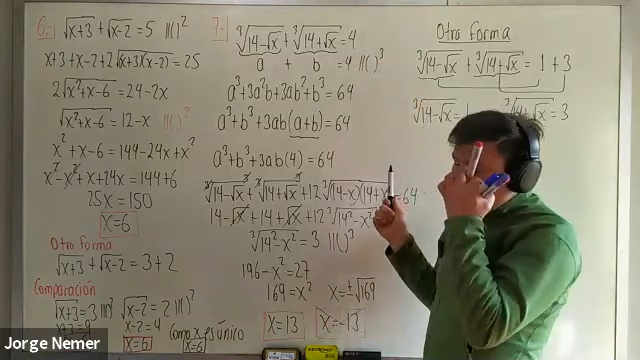 6.-
√x+3 + √x-2 = 5 //()²
x+3+x-2+2√(x+3)(x-2) = 25
2√x²+x-6 = 24-2x
√x²+x-6 = 12-x //()²
x²+x-6 = 144-24x+x²
x²-x²+x+24x = 144+6
25x = 150
x=6
Otro forma
√x+3 + √x-2 = 3+2
Comparación
√x+3 = 3 //()² √x-2 = 2 //()²
x+3=9 x-2=4
x=6
Como x es único
x=6
7.-
∛14-√x + ∛14+√x = 4
a + b = 4 //()³
a³+3a²b+3ab²+b³ = 64
a³+b³+3ab(a+b) = 64
a³+b³+3ab(4) = 64
14-√x + 14+√x + 12∛14²-x²
∛14²-x² = 3 //()³
196-x² = 27
169 = x² x=±√169
x=13 x=-13
Otro forma
∛14-√x + ∛14+√x = 1+3
∛14-√x = ∛14+√x = 3
Jorge Nemer